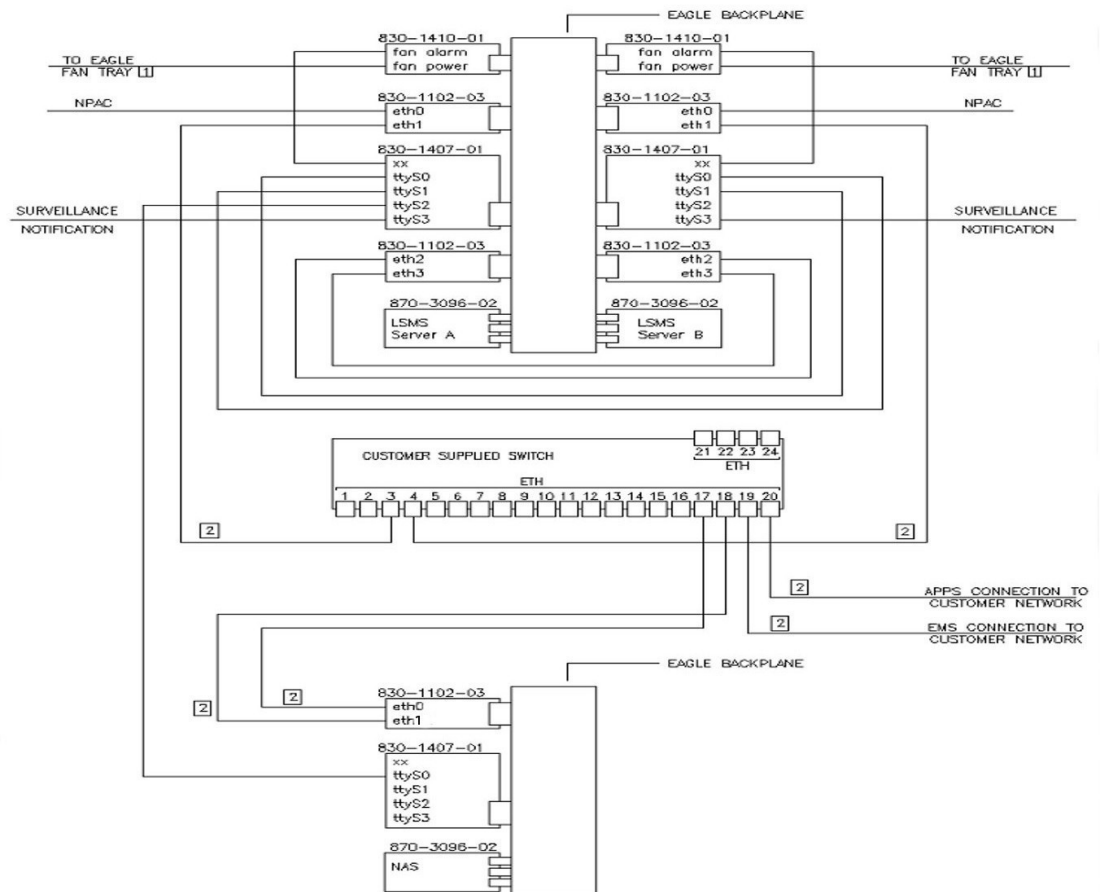 EAGLE BACKPLANE
830-1410-01
830-1410-01
fan alarm
fan power
fan alarm
fan power
TO EAGLE
FAN TRAY 1
TO EAGLE
FAN TRAY 1
830-1102-03
830-1102-03
NPAC
eth0
eth1
eth0
eth1
NPAC
830-1407-01
830-1407-01
xx
ttyS0
ttyS1
ttyS2
ttyS3
xx
ttyS0
ttyS1
ttyS2
ttyS3
SURVEILLANCE
NOTIFICATION
SURVEILLANCE
NOTIFICATION
830-1102-03
830-1102-03
eth2
eth3
eth2
eth3
870-3096-02
870-3096-02
LSMS
Server A
LSMS
Server B
CUSTOMER SUPPLIED SWITCH
21 22 23 24
ETH
ETH
1 2 3 4 5 6 7 8 9 10 11 12 13 14 15 16 17 18 19 20
2
2
2
APPS CONNECTION TO
CUSTOMER NETWORK
2
EMS CONNECTION TO
CUSTOMER NETWORK
EAGLE BACKPLANE
2
2
830-1102-03
eth0
eth1
830-1407-01
xx
ttyS0
ttyS1
ttyS2
ttyS3
870-3096-02
NAS